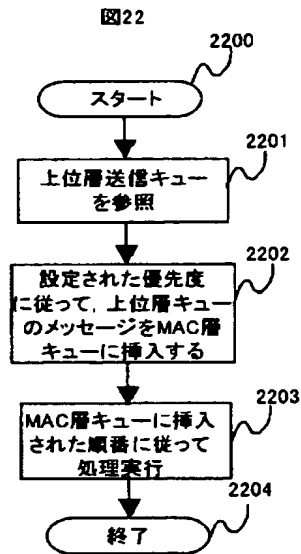 図22
2200
スタート
2201
上位層送信キュー
を参照
2202
設定された優先度
に従って,上位層キュー
のメッセージをMAC層
キューに挿入する
2203
MAC層キューに挿入
された順番に従って
処理実行
2204
終了